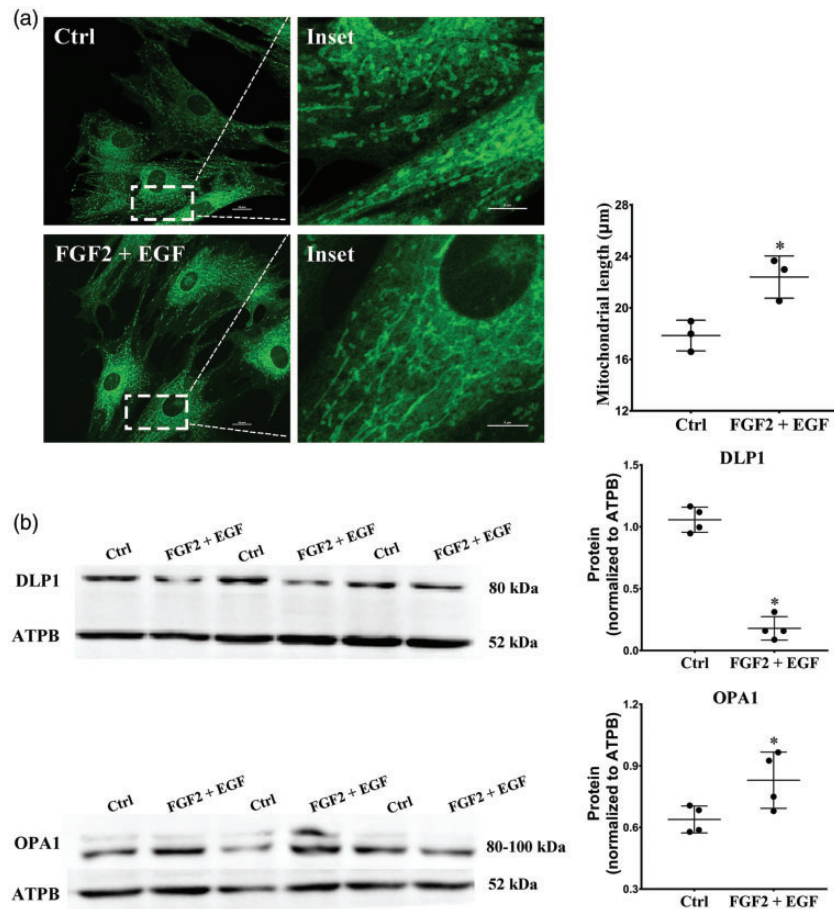 (a)
Ctrl
Inset
FGF2 + EGF
Inset
Mitochondrial length (µm)
28
24
20
16
12
*
Ctrl FGF2 + EGF
(b)
Ctrl FGF2 + EGF Ctrl FGF2 + EGF Ctrl FGF2 + EGF
DLP1 80 kDa
ATPB 52 kDa
DLP1
Protein
(normalized to ATPB)
1.5
1.0
0.5
0.0
*
Ctrl FGF2 + EGF
Ctrl FGF2 + EGF Ctrl FGF2 + EGF Ctrl FGF2 + EGF
OPA1 80-100 kDa
ATPB 52 kDa
OPA1
Protein
(normalized to ATPB)
1.2
0.9
0.6
0.3
*
Ctrl FGF2 + EGF